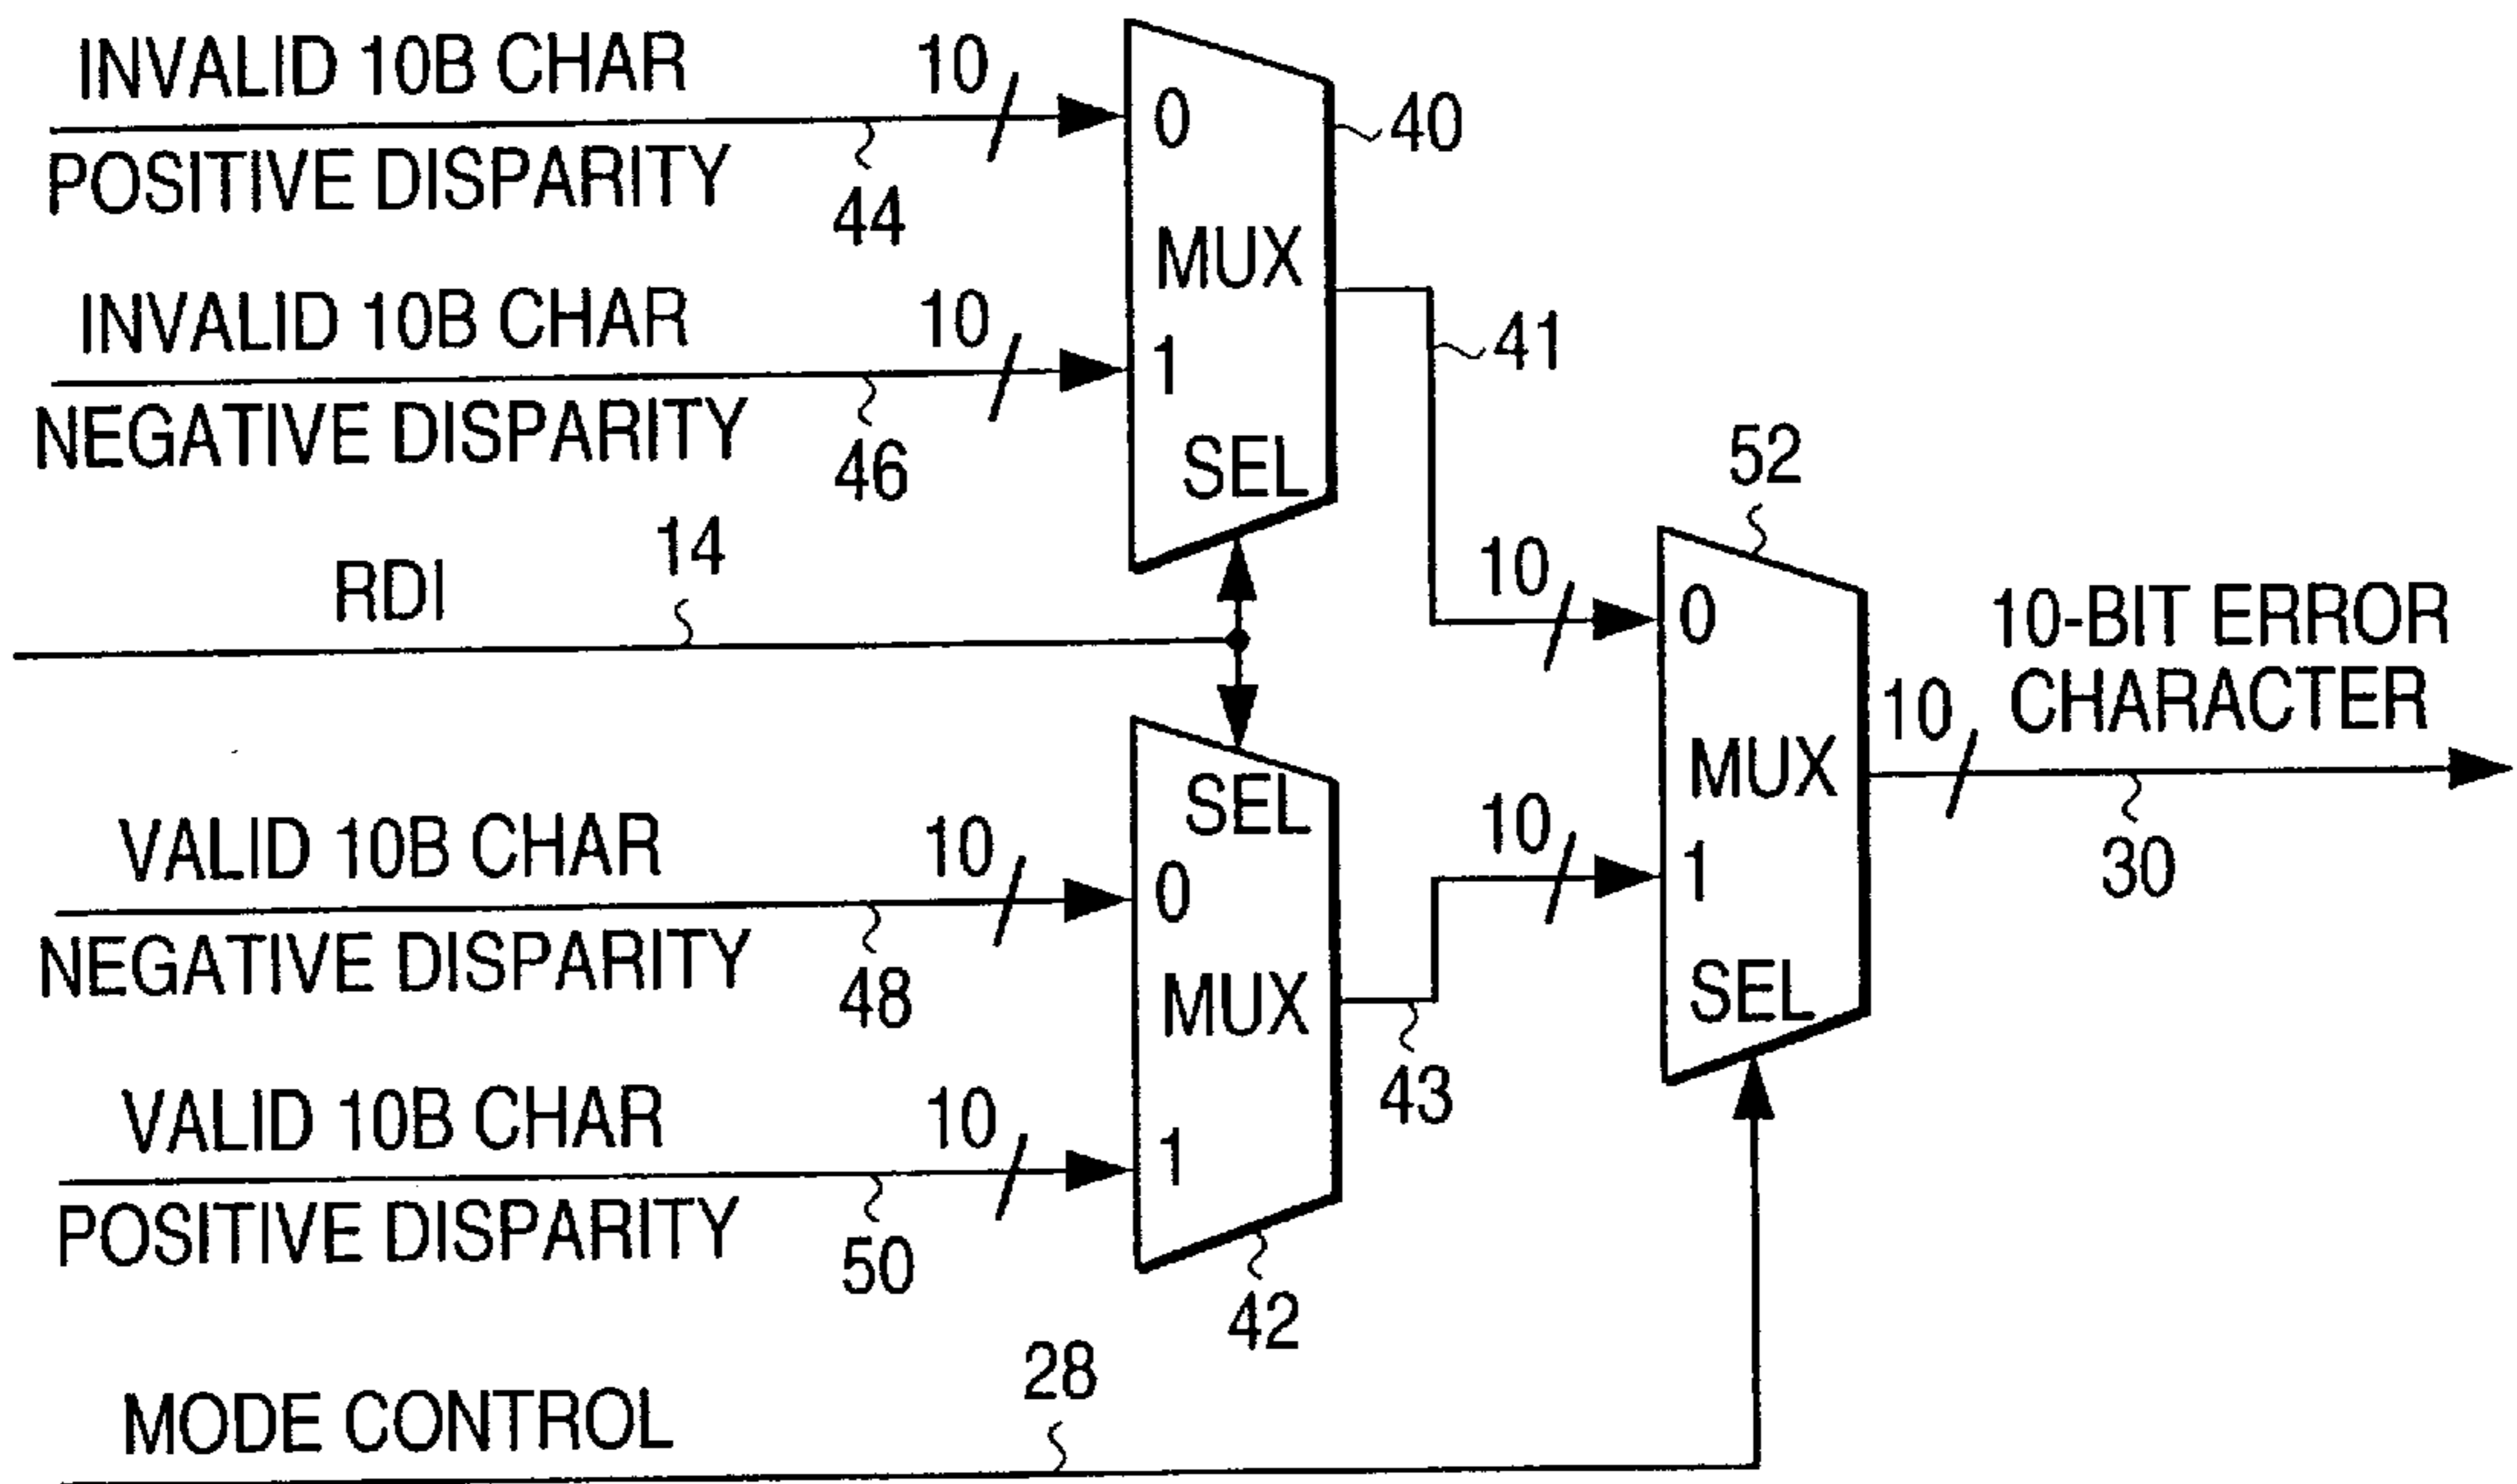 INVALID 10B CHAR
10
0
40
POSITIVE DISPARITY
44
MUX
INVALID 10B CHAR
10
1
41
NEGATIVE DISPARITY
46
SEL
52
RDI
14
10
0
10-BIT ERROR
CHARACTER
10
MUX
SEL
VALID 10B CHAR
10
0
10
1
30
NEGATIVE DISPARITY
48
MUX
SEL
43
VALID 10B CHAR
10
1
POSITIVE DISPARITY
50
42
MODE CONTROL
28